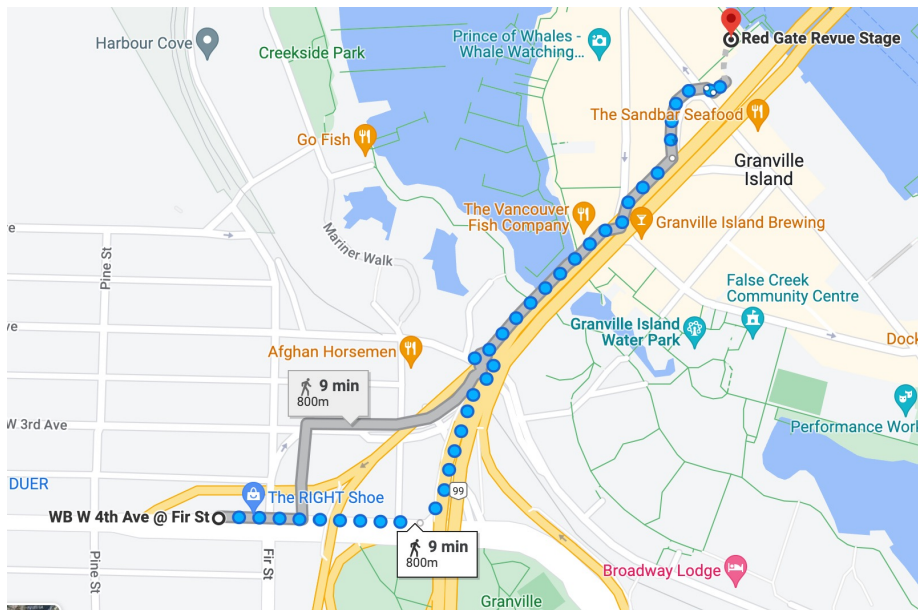 Harbour Cove
Creekside Park
Prince of Whales -
Whale Watching...
Red Gate Revue Stage
The Sandbar Seafood
Go Fish
Granville
Island
The Vancouver
Fish Company
Granville Island Brewing
Pine St
Mariner Walk
False Creek
Community Centre
ve
Granville Island
Water Park
Dock
Afghan Horsemen
9 min
800m
W 3rd Ave
Performance Work
DUER
The RIGHT Shoe
99
WB W 4th Ave @ Fir St
9 min
800m
Pine St
Fir St
Broadway Lodge
Granville